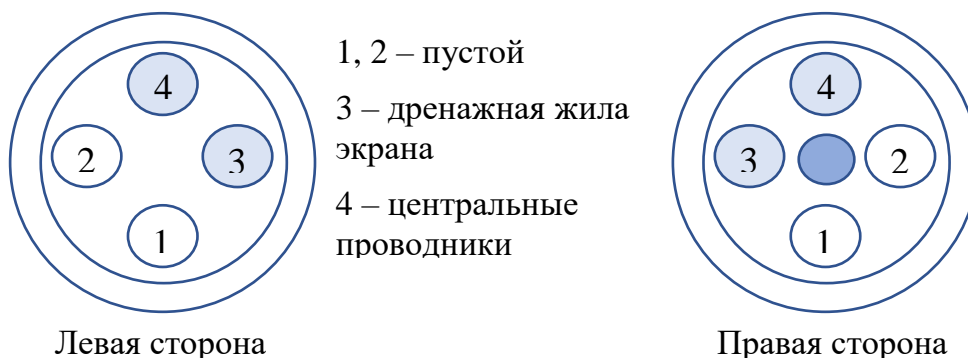 4
2
3
1
Левая сторона
1, 2 – пустой
3 – дренажная жила
экрана
4 – центральные
проводники
4
3
2
1
Правая сторона